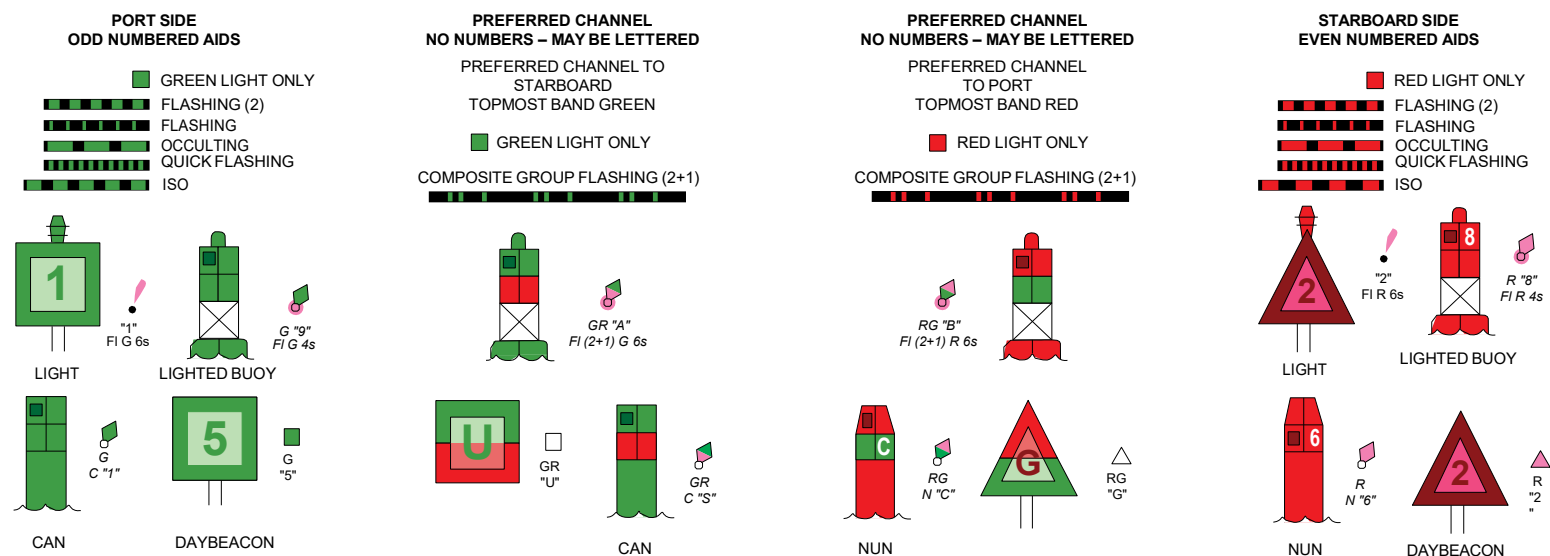 PORT SIDE
ODD NUMBERED AIDS
GREEN LIGHT ONLY
FLASHING (2)
FLASHING
OCCULTING
QUICK FLASHING
ISO
1
"1"
Fl G 6s
LIGHT
G "9"
Fl G 4s
LIGHTED BUOY
G
C "1"
CAN
5
G
"5"
DAYBEACON
PREFERRED CHANNEL
NO NUMBERS – MAY BE LETTERED
PREFERRED CHANNEL TO
STARBOARD
TOPMOST BAND GREEN
GREEN LIGHT ONLY
COMPOSITE GROUP FLASHING (2+1)
GR "A"
Fl (2+1) G 6s
U
GR
"U"
GR
C "S"
CAN
PREFERRED CHANNEL
NO NUMBERS – MAY BE LETTERED
PREFERRED CHANNEL
TO PORT
TOPMOST BAND RED
RED LIGHT ONLY
COMPOSITE GROUP FLASHING (2+1)
RG "B"
Fl (2+1) R 6s
C
RG
N "C"
NUN
G
RG
"G"
STARBOARD SIDE
EVEN NUMBERED AIDS
RED LIGHT ONLY
FLASHING (2)
FLASHING
OCCULTING
QUICK FLASHING
ISO
2
"2"
Fl R 6s
LIGHT
8
R "8"
Fl R 4s
LIGHTED BUOY
6
R
N "6"
NUN
2
R
"2
"
DAYBEACON